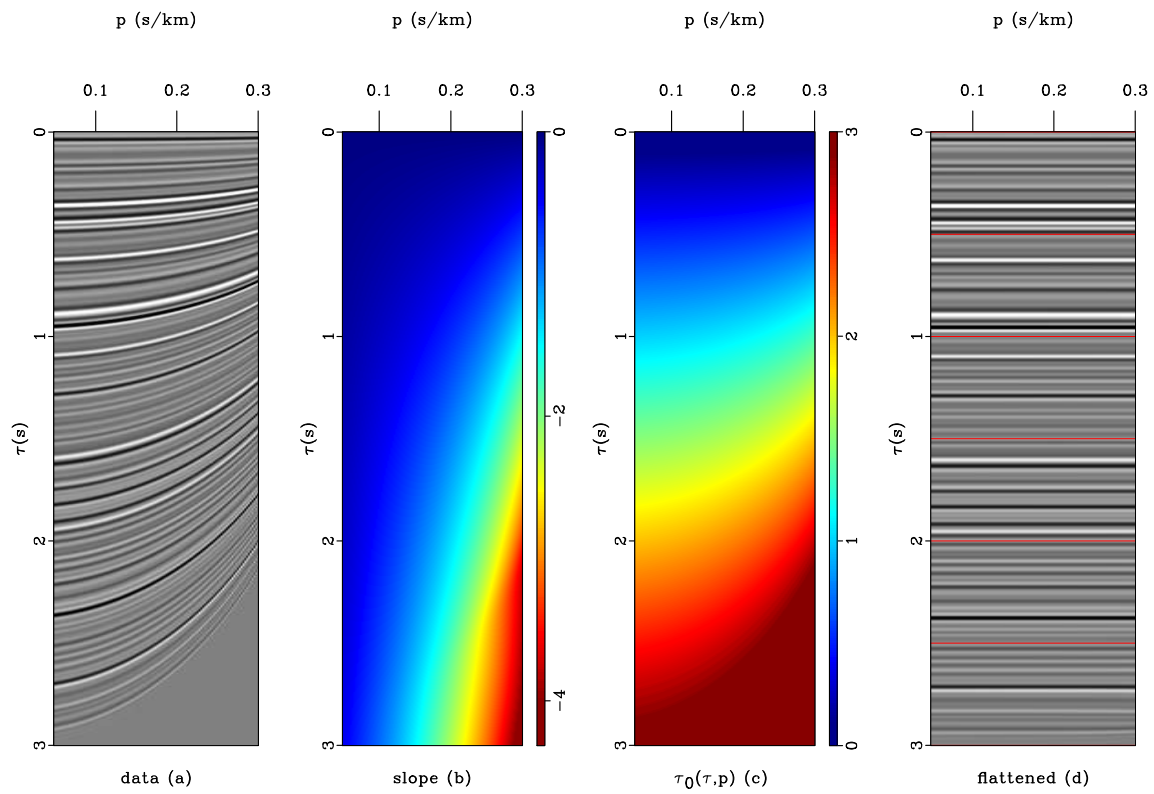 p (s/km) p (s/km) p (s/km) p (s/km)
0.1 0.2 0.3 0.1 0.2 0.3 0.1 0.2 0.3 0.1 0.2 0.3
0 0 0 0 3 0
1 1 1 2 1
−2
τ(s) τ(s) τ(s) τ(s)
2 2 2 1 2
−4
3 3 3 0 3
data (a) slope (b) τ0(τ,p) (c) flattened (d)